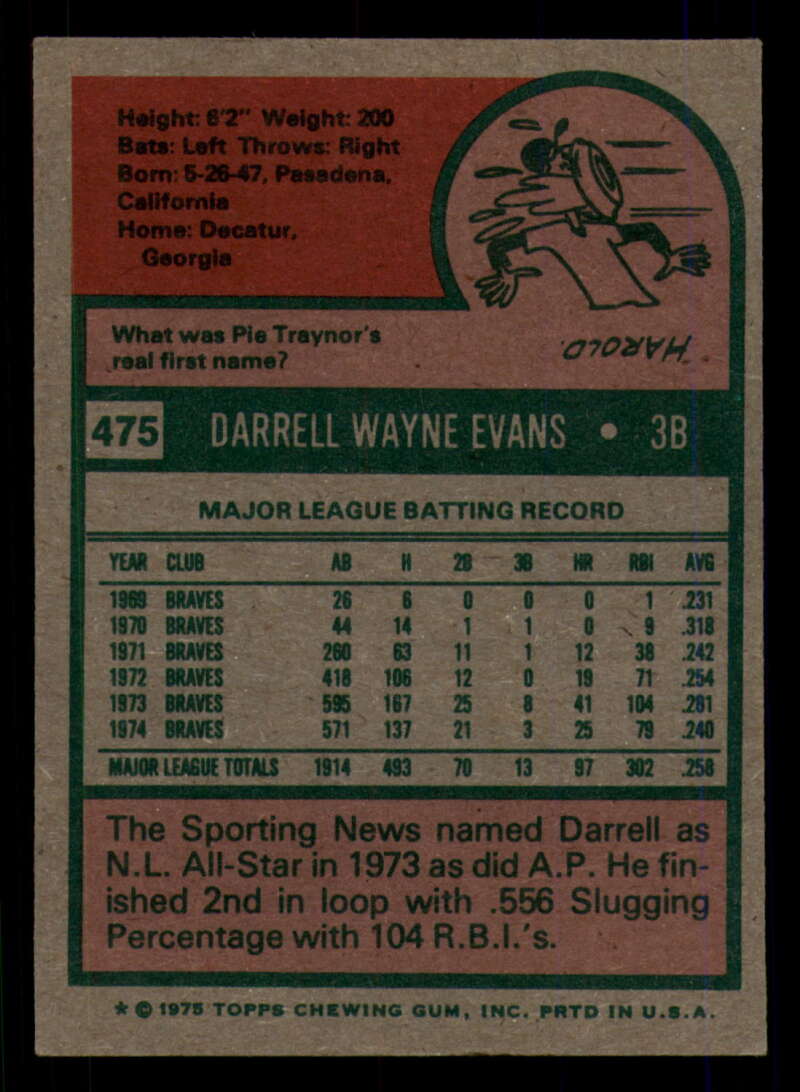 Height: 6'2" Weight: 200
Bats: Left Throws: Right
Born: 5-26-47, Pasadena,
California
Home: Decatur,
Georgia
What was Pie Traynor's
real first name?
HAROLD.
475 DARRELL WAYNE EVANS • 3B
MAJOR LEAGUE BATTING RECORD
YEAR CLUB AB H 2B 3B HR RBI AVG
1969 BRAVES 26 6 0 0 0 1 .231
1970 BRAVES 44 14 1 1 0 9 .318
1971 BRAVES 260 63 11 1 12 38 .242
1972 BRAVES 418 106 12 0 19 71 .254
1973 BRAVES 595 167 25 8 41 104 .281
1974 BRAVES 571 137 21 3 25 79 .240
MAJOR LEAGUE TOTALS 1914 493 70 13 97 302 .258
The Sporting News named Darrell as
N.L. All-Star in 1973 as did A.P. He fin-
ished 2nd in loop with .556 Slugging
Percentage with 104 R.B.I.'s.
* © 1975 TOPPS CHEWING GUM, INC. PRTD IN U.S.A.